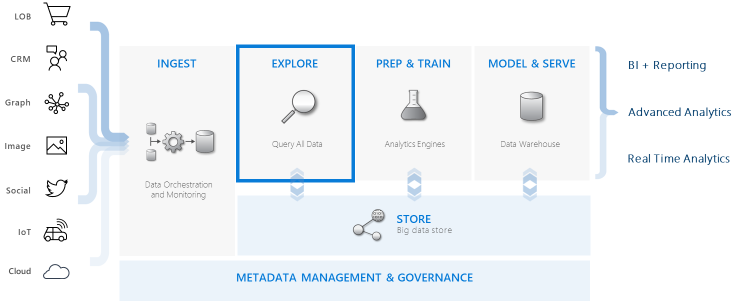 LOB
CRM
Graph
Image
Social
IoT
Cloud
INGEST
Data Orchestration
and Monitoring
EXPLORE
Query All Data
PREP & TRAIN
Analytics Engines
MODEL & SERVE
Data Warehouse
STORE
Big data store
METADATA MANAGEMENT & GOVERNANCE
BI + Reporting
Advanced Analytics
Real Time Analytics